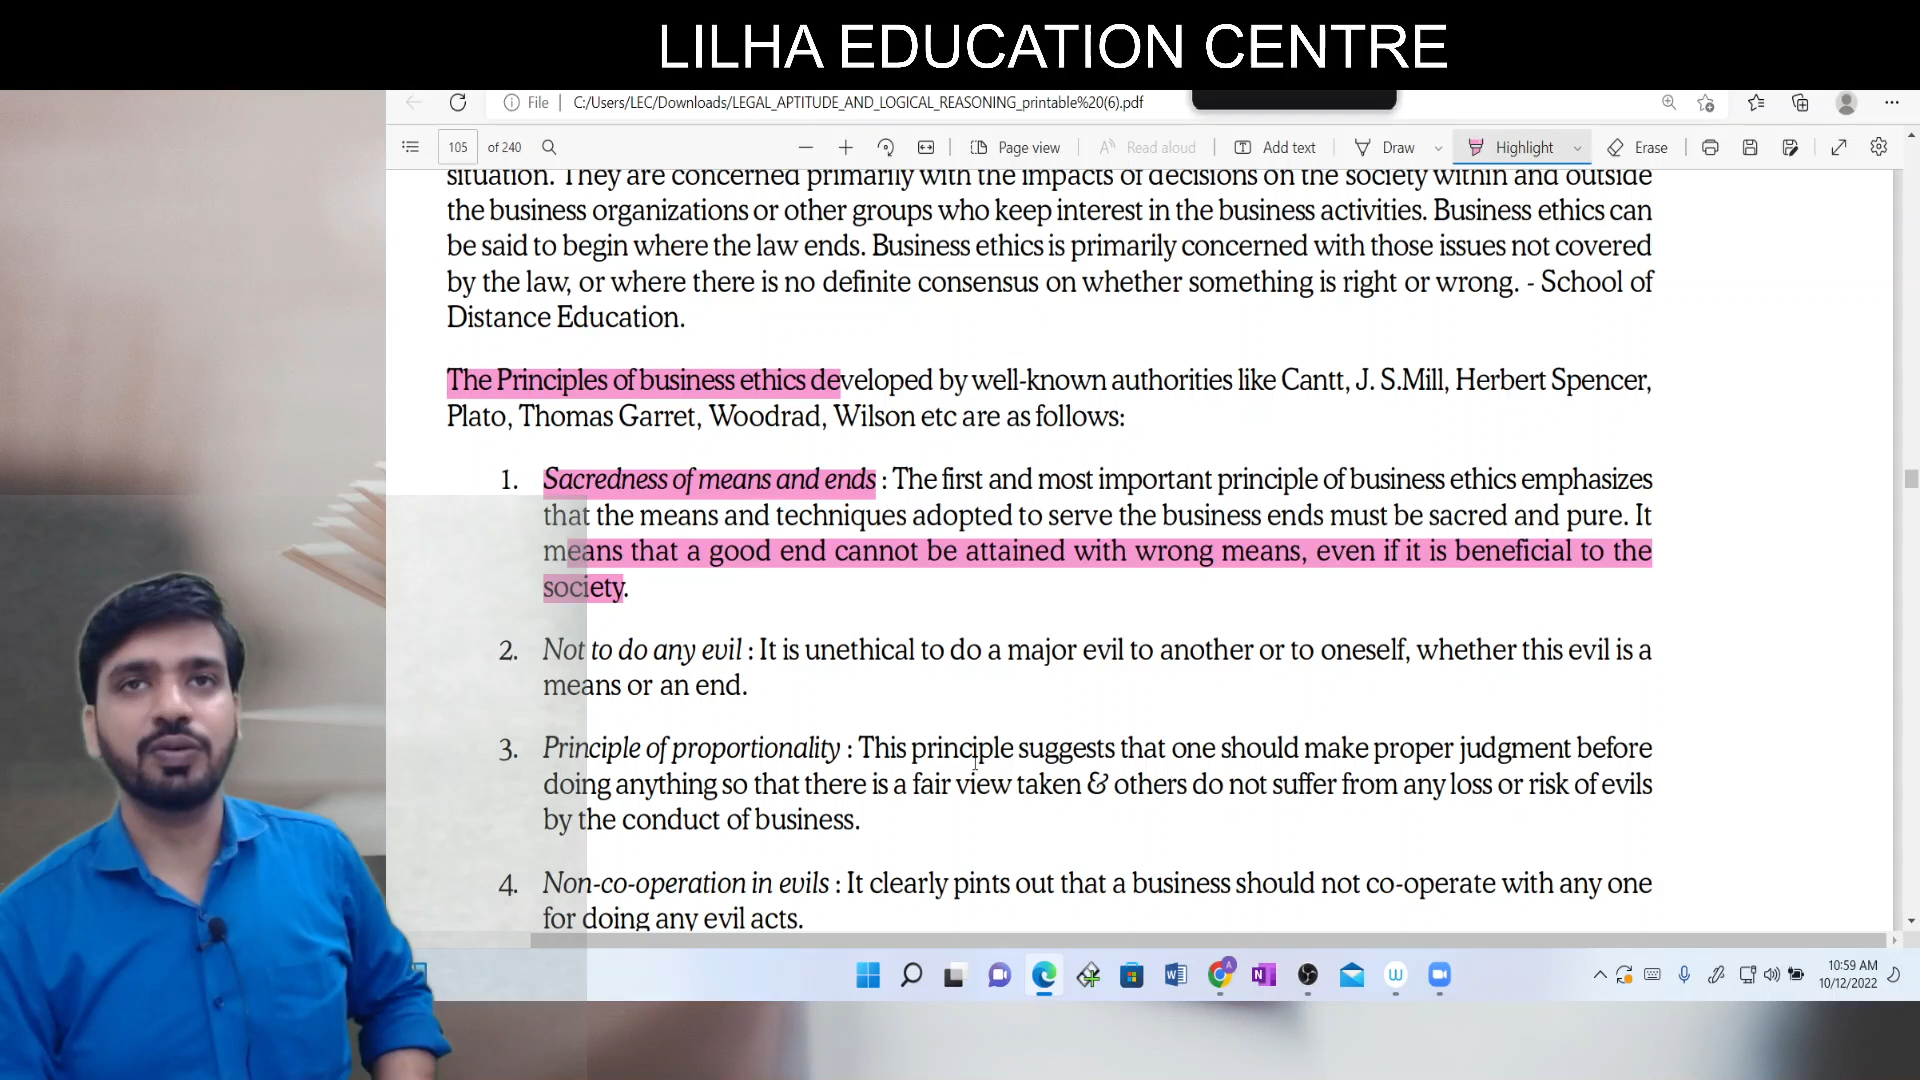 LILHA EDUCATION CENTRE
File | C:/Users/LEC/Downloads/LEGAL_APTITUDE_AND_LOGICAL_REASONING_printable%20(6).pdf
105 of 240 Page view Read aloud Add text Draw Highlight Erase
situation. They are concerned primarily with the impacts of decisions on the society within and outside
the business organizations or other groups who keep interest in the business activities. Business ethics can
be said to begin where the law ends. Business ethics is primarily concerned with those issues not covered
by the law, or where there is no definite consensus on whether something is right or wrong. - School of
Distance Education.
The Principles of business ethics developed by well-known authorities like Cantt, J. S.Mill, Herbert Spencer,
Plato, Thomas Garret, Woodrad, Wilson etc are as follows:
1. Sacredness of means and ends : The first and most important principle of business ethics emphasizes
that the means and techniques adopted to serve the business ends must be sacred and pure. It
means that a good end cannot be attained with wrong means, even if it is beneficial to the
society.
2. Not to do any evil : It is unethical to do a major evil to another or to oneself, whether this evil is a
means or an end.
3. Principle of proportionality : This principle suggests that one should make proper judgment before
doing anything so that there is a fair view taken & others do not suffer from any loss or risk of evils
by the conduct of business.
4. Non-co-operation in evils : It clearly pints out that a business should not co-operate with any one
for doing any evil acts.
10:59 AM
10/12/2022